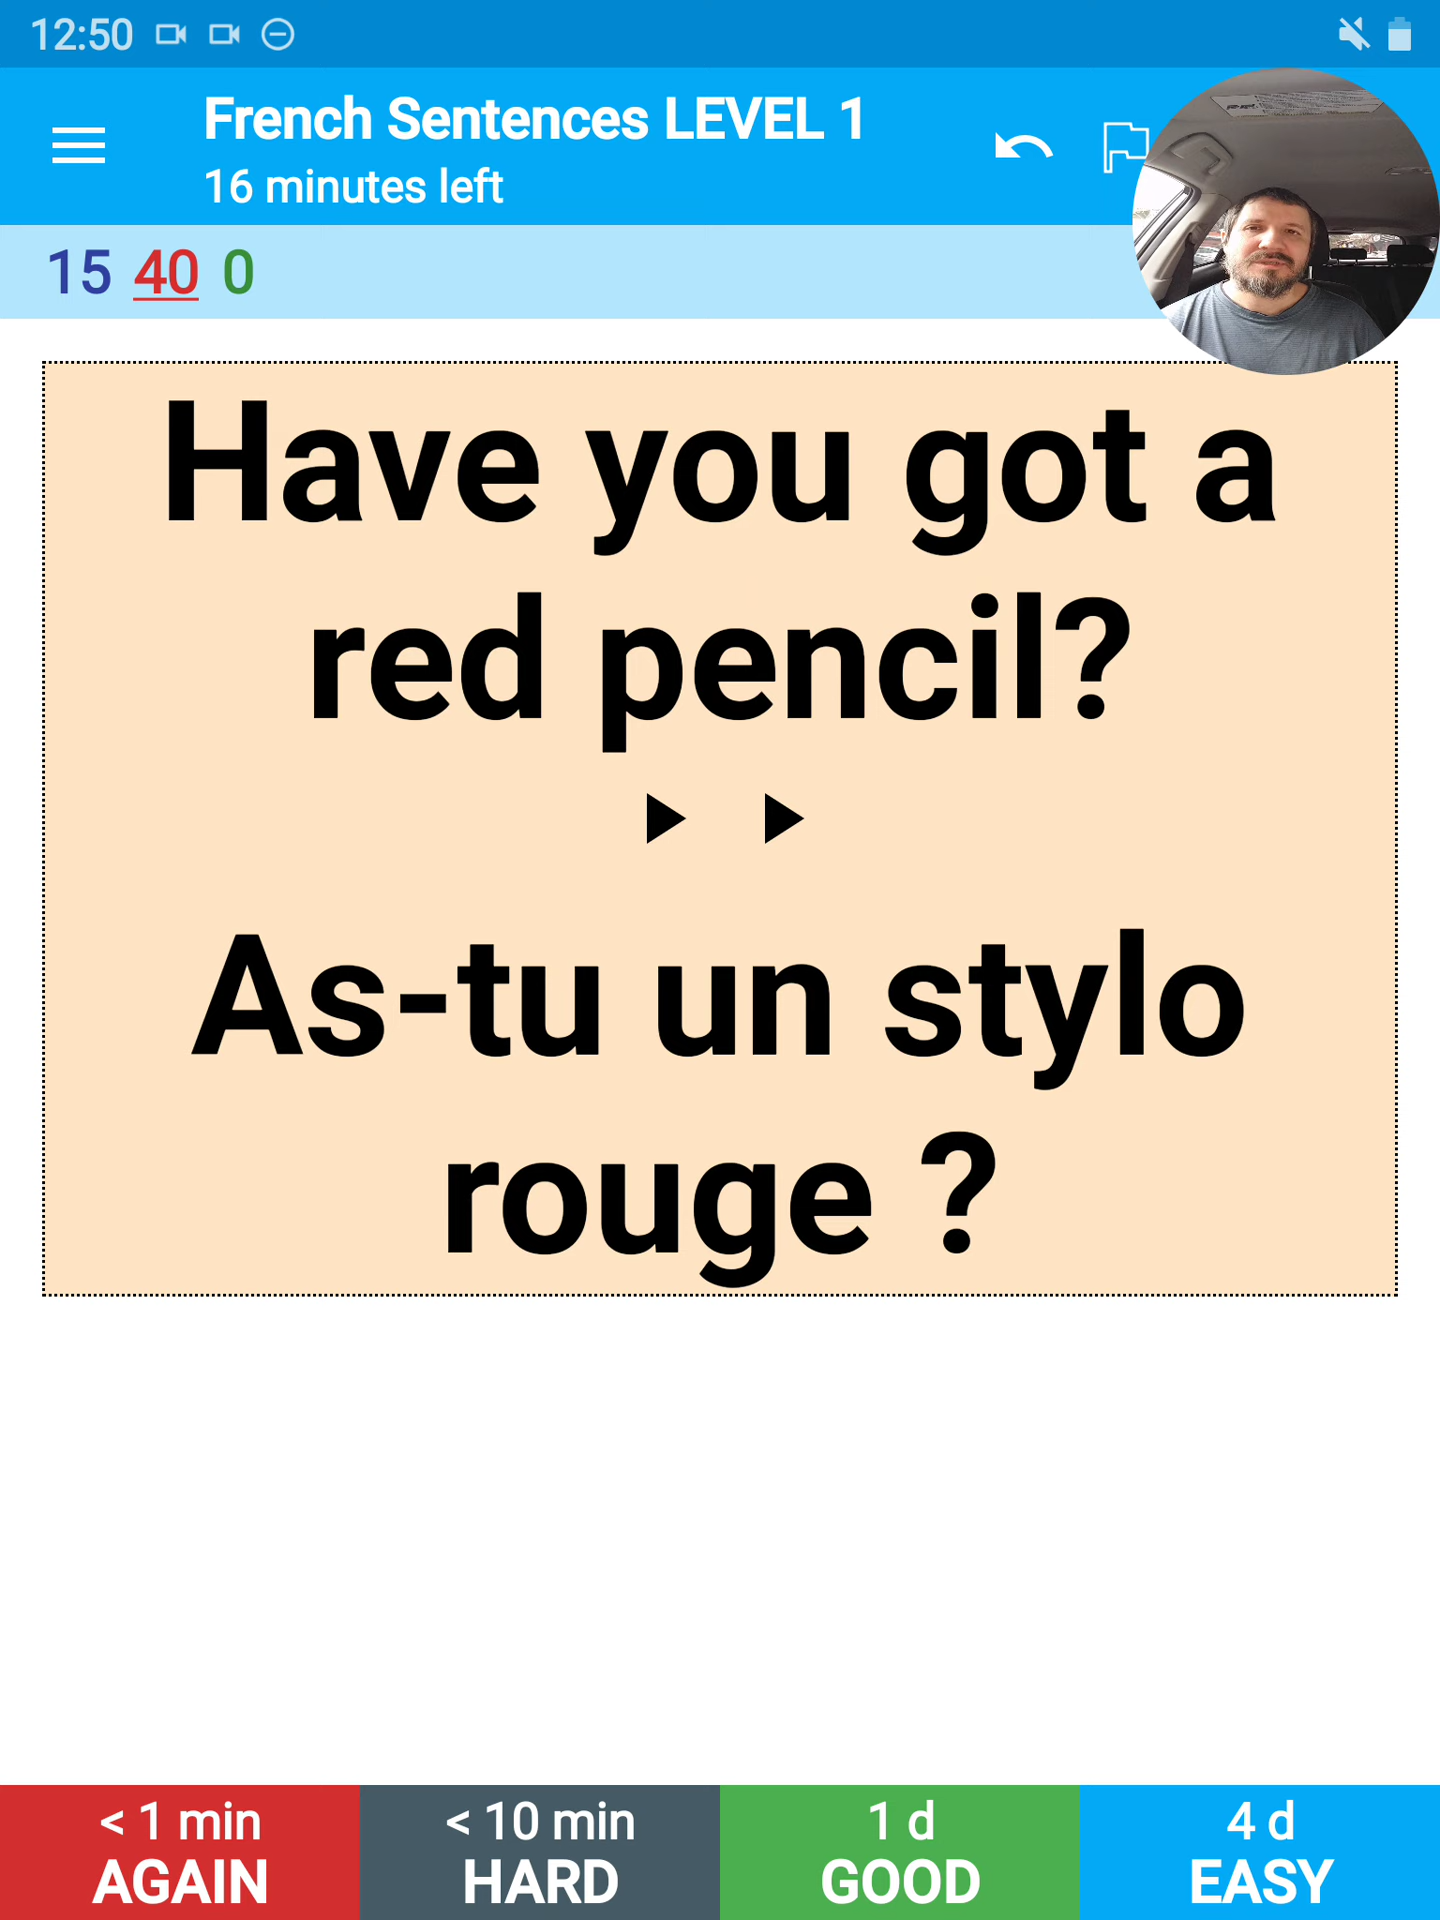 12:50
French Sentences LEVEL 1
16 minutes left
15 40 0
Have you got a
red pencil?
As-tu un stylo
rouge ?
< 1 min
AGAIN
< 10 min
HARD
1 d
GOOD
4 d
EASY